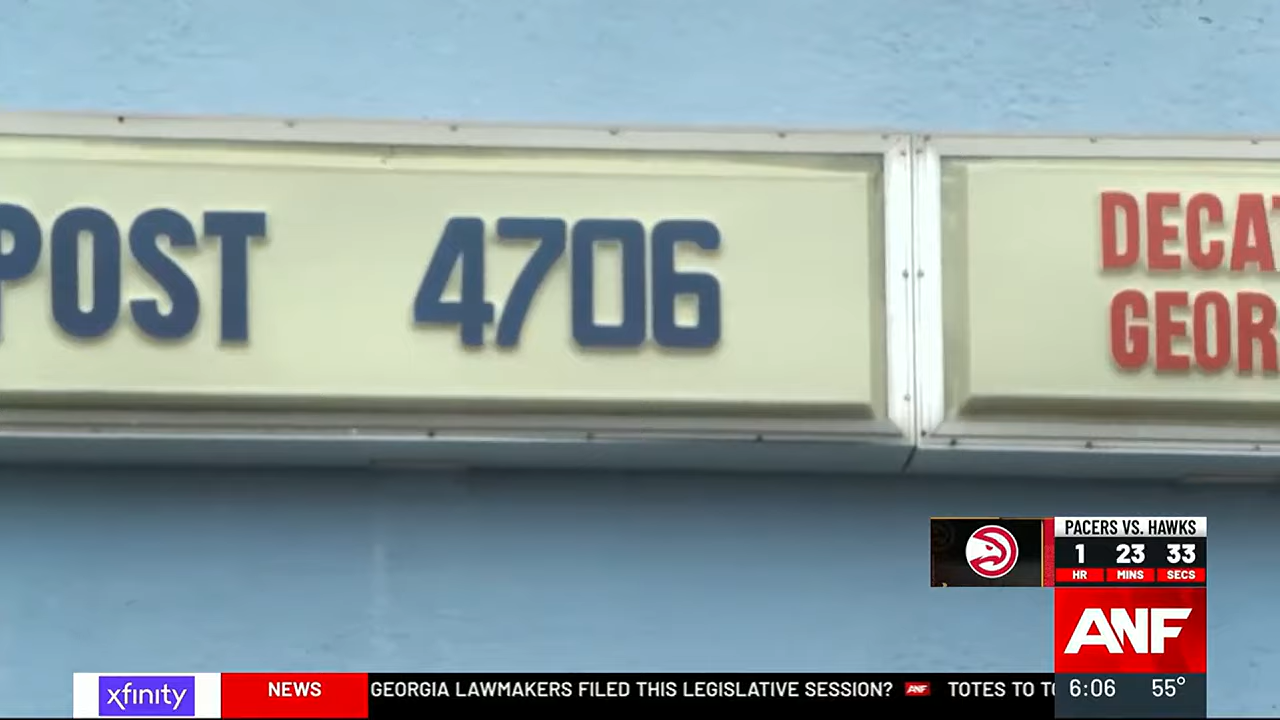 POST 4706
DECAT
GEOR
PACERS VS. HAWKS
1 23 33
HR MINS SECS
ANF
xfinity NEWS GEORGIA LAWMAKERS FILED THIS LEGISLATIVE SESSION? ANF TOTES TO T
6:06 55°